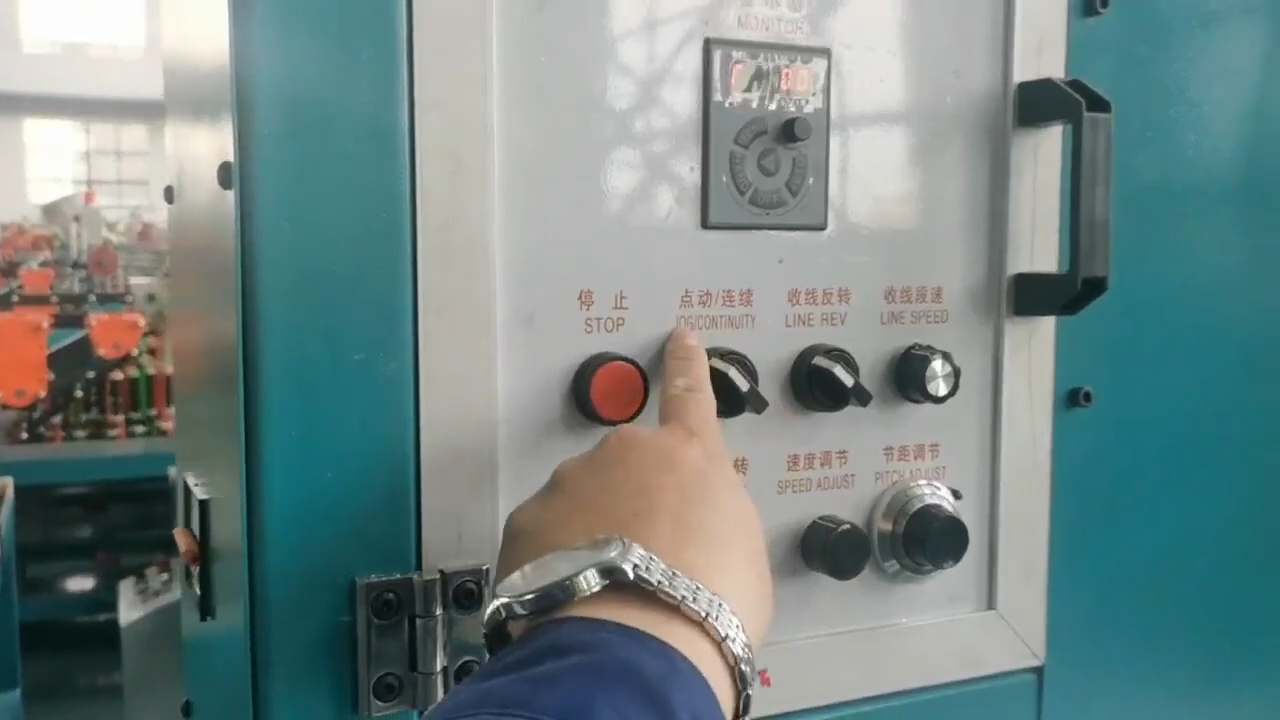 MONITOR
停 止
STOP
点动/连续
JOG/CONTINUITY
收线反转
LINE REV
收线段速
LINE SPEED
转
速度调节
SPEED ADJUST
节距调节
PITCH ADJUST